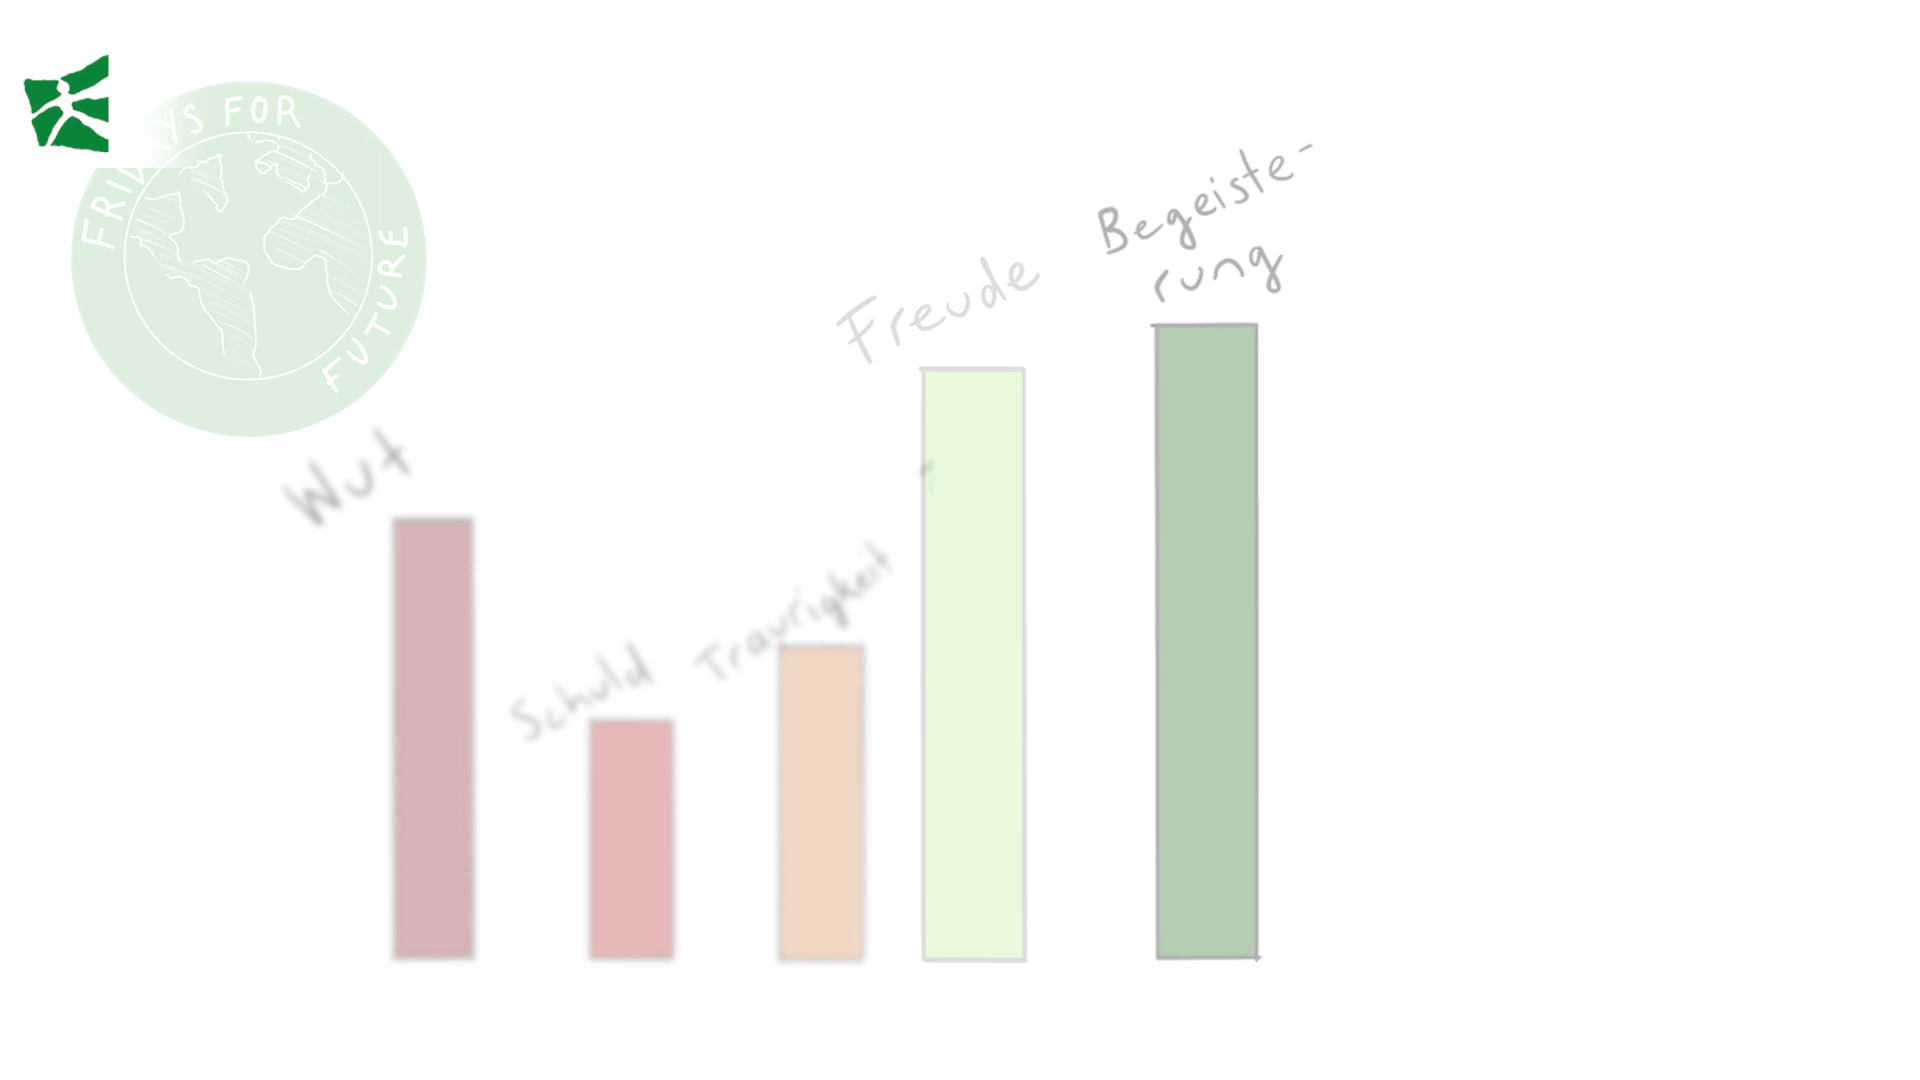 FRIDAYS FOR
FUTURE
Wut
Schuld
Traurigkeit
Freude
Begeiste-
rung